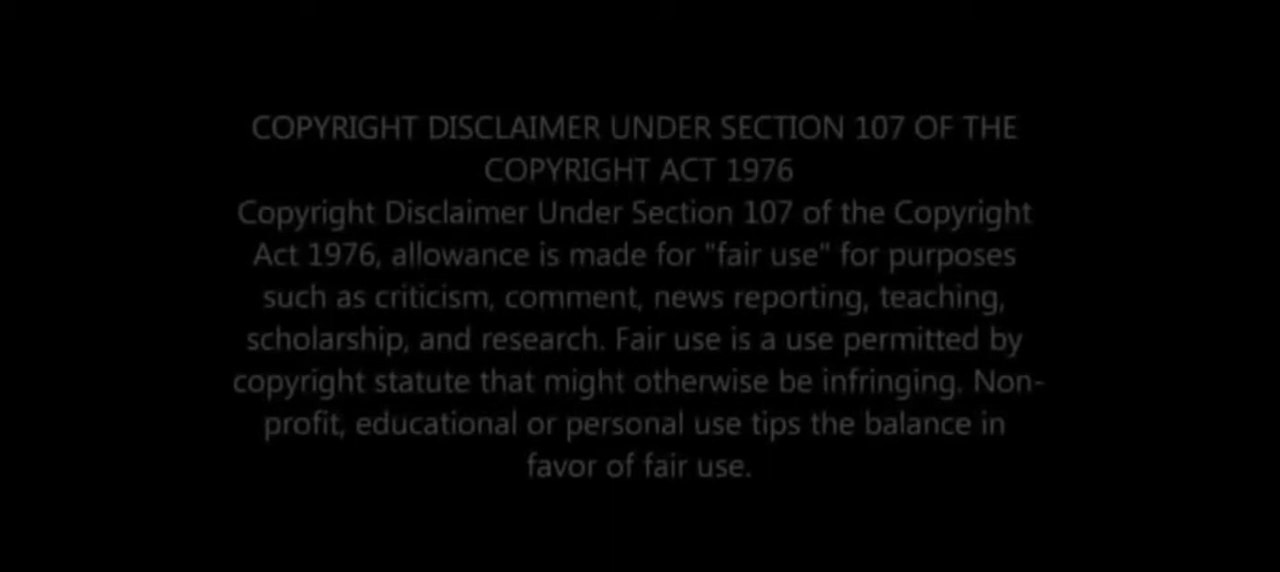 COPYRIGHT DISCLAIMER UNDER SECTION 107 OF THE
COPYRIGHT ACT 1976
Copyright Disclaimer Under Section 107 of the Copyright
Act 1976, allowance is made for "fair use" for purposes
such as criticism, comment, news reporting, teaching,
scholarship, and research. Fair use is a use permitted by
copyright statute that might otherwise be infringing. Non-
profit, educational or personal use tips the balance in
favor of fair use.